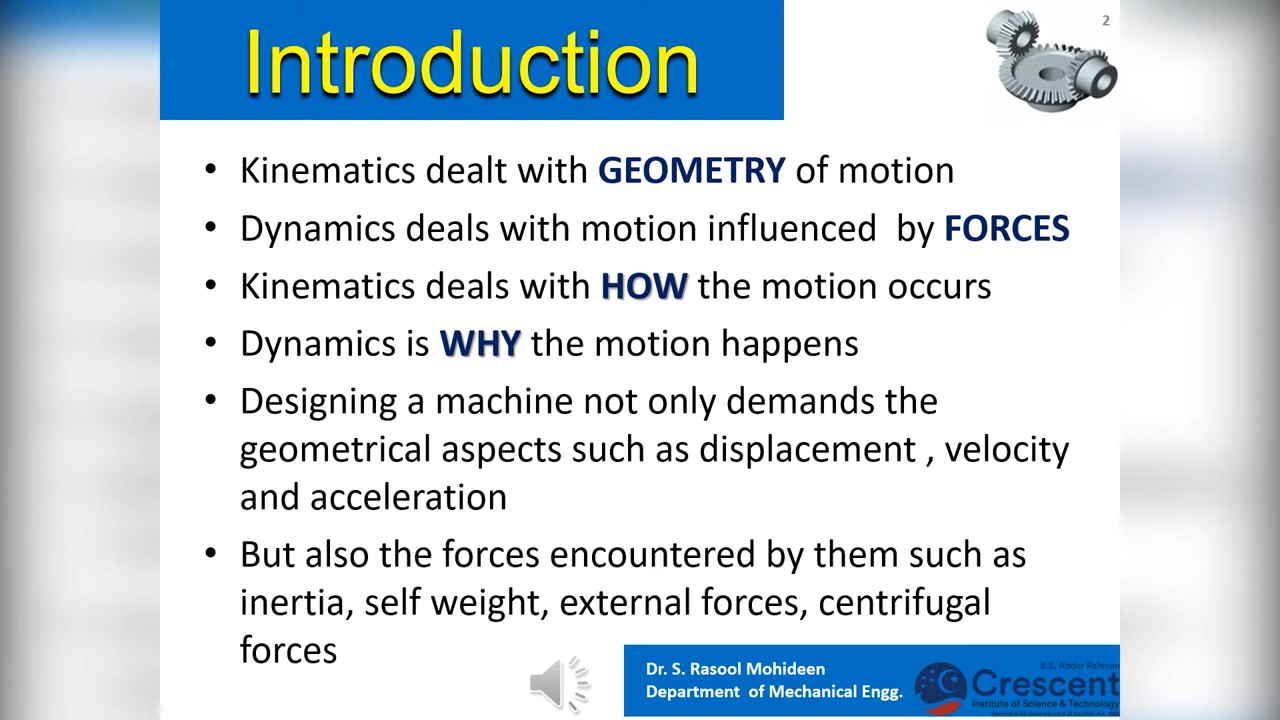 Introduction
2
• Kinematics dealt with GEOMETRY of motion
• Dynamics deals with motion influenced by FORCES
• Kinematics deals with HOW the motion occurs
• Dynamics is WHY the motion happens
• Designing a machine not only demands the
geometrical aspects such as displacement , velocity
and acceleration
• But also the forces encountered by them such as
inertia, self weight, external forces, centrifugal
forces
Dr. S. Rasool Mohideen
Department of Mechanical Engg.
B.S. Abdur Rahman
Crescent
Institute of Science & Technology